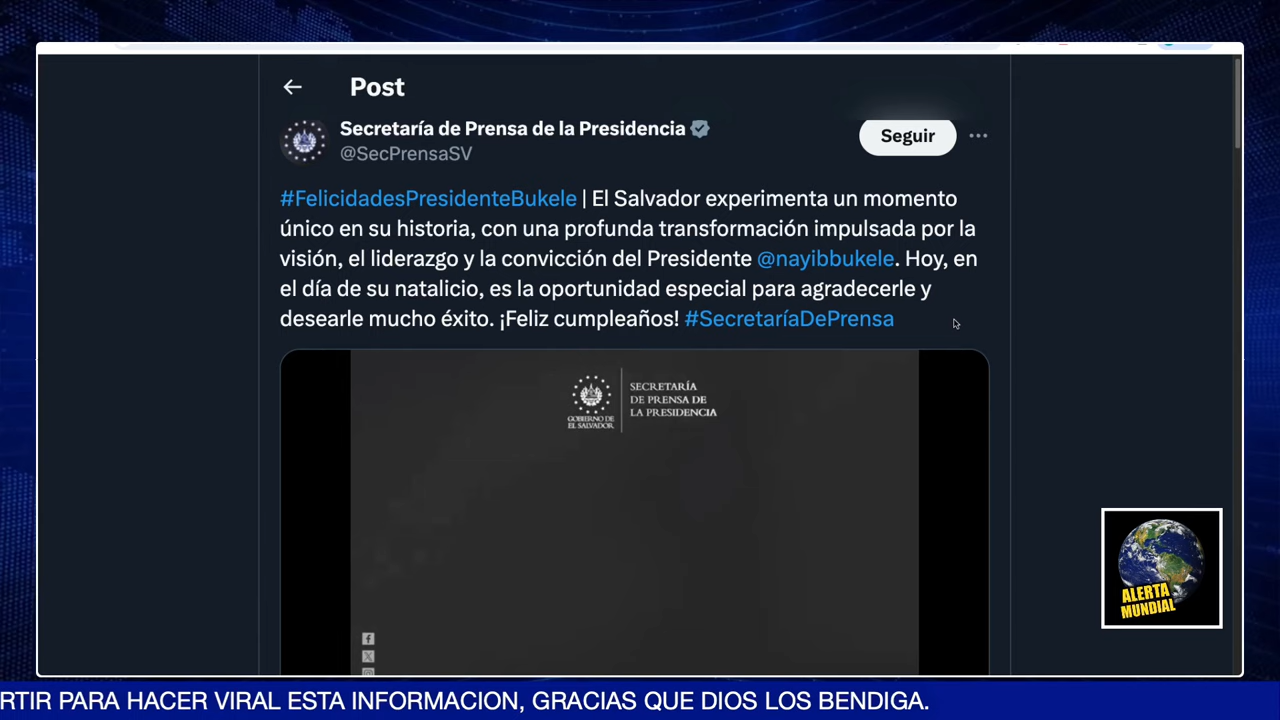 Post
Secretaría de Prensa de la Presidencia
Seguir
@SecPrensaSV
#FelicidadesPresidenteBukele | El Salvador experimenta un momento
único en su historia, con una profunda transformación impulsada por la
visión, el liderazgo y la convicción del Presidente @nayibbukele. Hoy, en
el día de su natalicio, es la oportunidad especial para agradecerle y
desearle mucho éxito. ¡Feliz cumpleaños! #SecretaríaDePrensa
GOBIERNO DE
EL SALVADOR
SECRETARÍA
DE PRENSA DE
LA PRESIDENCIA
ALERTA
MUNDIAL
RTIR PARA HACER VIRAL ESTA INFORMACION, GRACIAS QUE DIOS LOS BENDIGA.